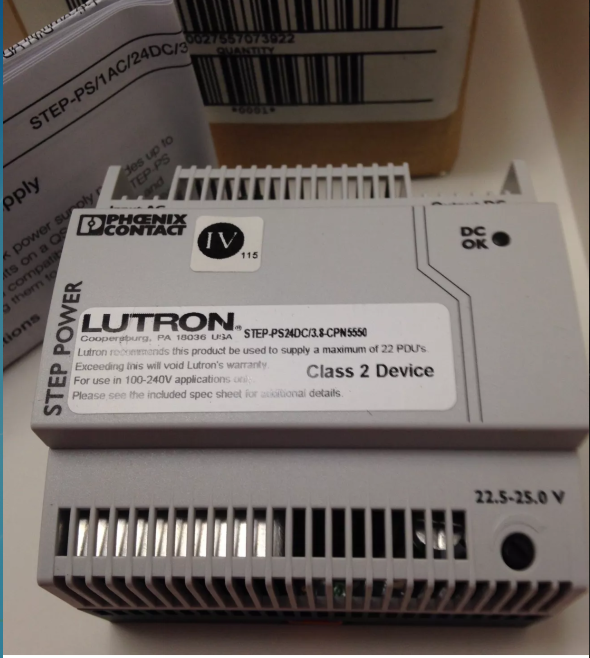 0027557073922
QUANTITY
*0001*
STEP-PS/1AC/24DC/3
PHŒNIX
CONTACT
IV
115
DC
OK
STEP POWER
LUTRON®
STEP-PS24DC/3.8-CPN5550
Coopersburg, PA 18036 USA
Lutron recommends this product be used to supply a maximum of 22 PDU's.
Exceeding this will void Lutron's warranty.
For use in 100-240V applications only.
Class 2 Device
Please see the included spec sheet for additional details.
22.5-25.0 V